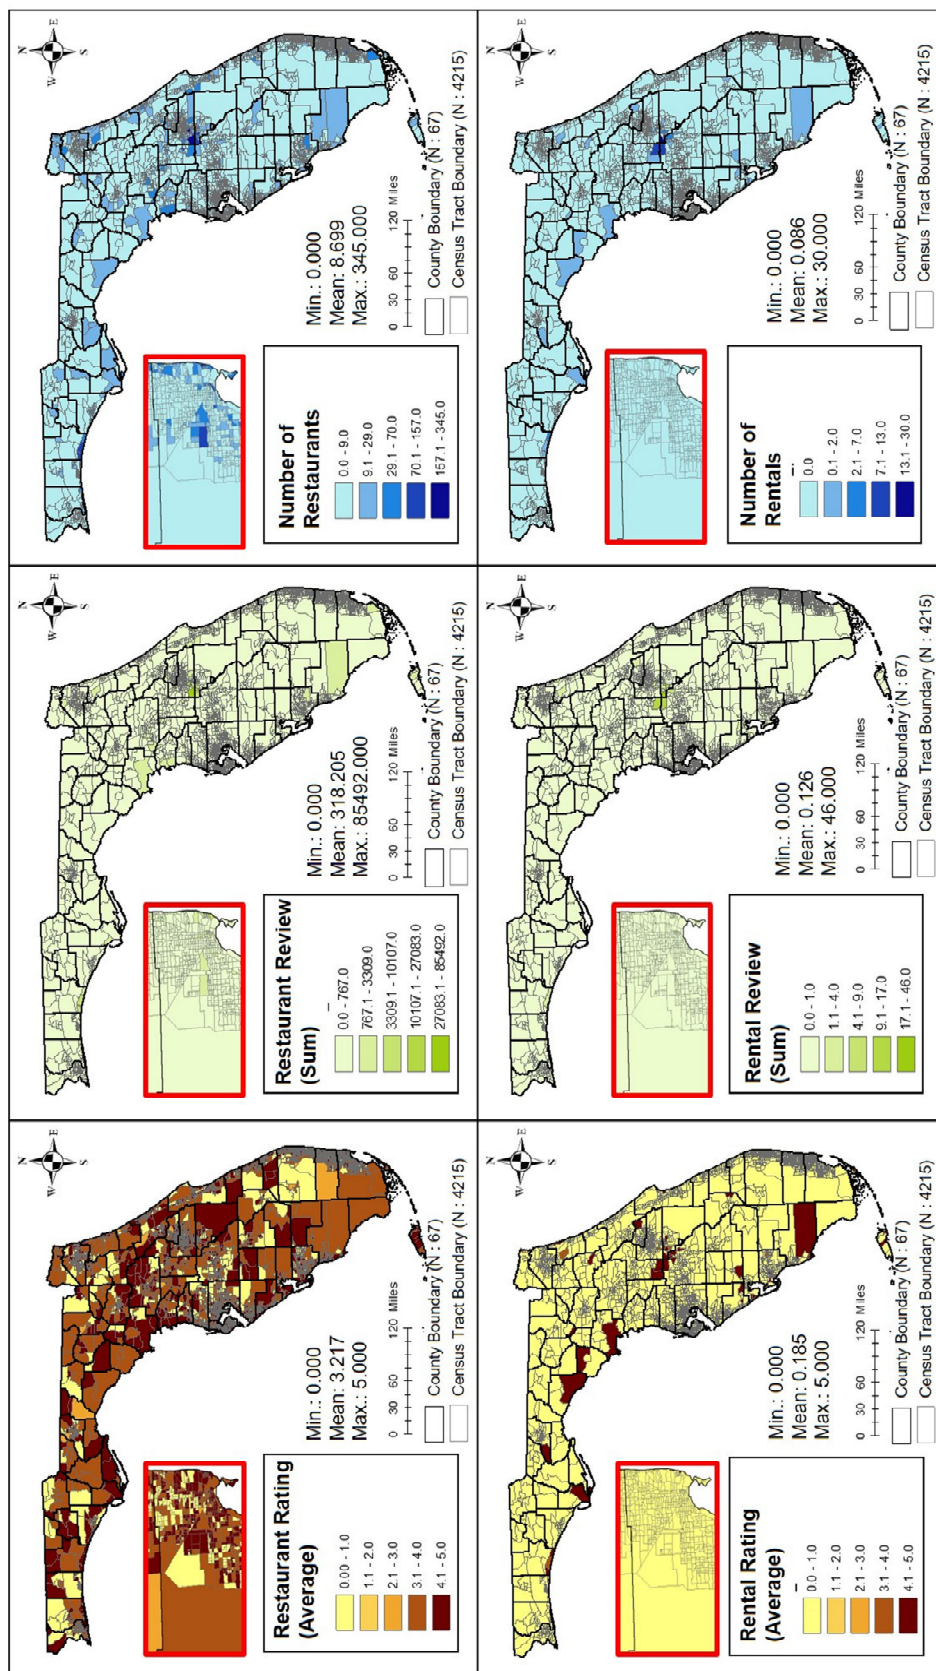 N
W E
S
Restaurant Rating
(Average)
0.00 - 1.0
1.1 - 2.0
2.1 - 3.0
3.1 - 4.0
4.1 - 5.0
Min.: 0.000
Mean: 3.217
Max.: 5.000
0 30 60 120 Miles
County Boundary (N : 67)
Census Tract Boundary (N : 4215)
N
W E
S
Restaurant Review
(Sum)
0.0 - 767.0
767.1 - 3309.0
3309.1 - 10107.0
10107.1 - 27083.0
27083.1 - 85492.0
Min.: 0.000
Mean: 318.205
Max.: 85492.000
0 30 60 120 Miles
County Boundary (N : 67)
Census Tract Boundary (N : 4215)
N
W E
S
Number of
Restaurants
0.0 - 9.0
9.1 - 29.0
29.1 - 70.0
70.1 - 157.0
157.1 - 345.0
Min.: 0.000
Mean: 8.699
Max.: 345.000
0 30 60 120 Miles
County Boundary (N : 67)
Census Tract Boundary (N : 4215)
N
W E
S
Rental Rating
(Average)
0.0 - 1.0
1.1 - 2.0
2.1 - 3.0
3.1 - 4.0
4.1 - 5.0
Min.: 0.000
Mean: 0.185
Max.: 5.000
0 30 60 120 Miles
County Boundary (N : 67)
Census Tract Boundary (N : 4215)
N
W E
S
Rental Review
(Sum)
0.0 - 1.0
1.1 - 4.0
4.1 - 9.0
9.1 - 17.0
17.1 - 46.0
Min.: 0.000
Mean: 0.126
Max.: 46.000
0 30 60 120 Miles
County Boundary (N : 67)
Census Tract Boundary (N : 4215)
N
W E
S
Number of
Rentals
0.0
0.1 - 2.0
2.1 - 7.0
7.1 - 13.0
13.1 - 30.0
Min.: 0.000
Mean: 0.086
Max.: 30.000
0 30 60 120 Miles
County Boundary (N : 67)
Census Tract Boundary (N : 4215)